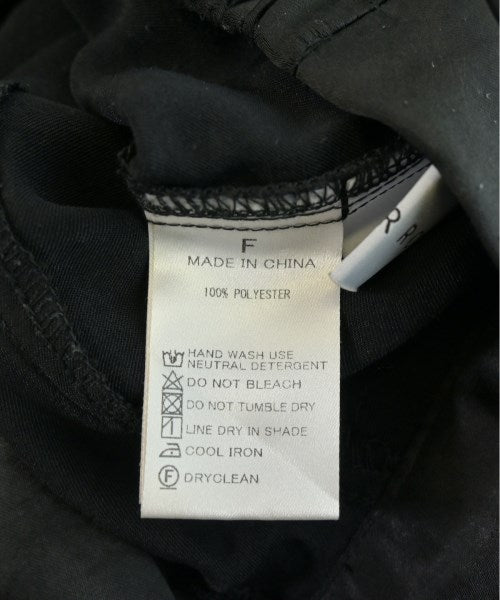 F
MADE IN CHINA
100% POLYESTER
HAND WASH USE
NEUTRAL DETERGENT
DO NOT BLEACH
DO NOT TUMBLE DRY
LINE DRY IN SHADE
COOL IRON
F DRYCLEAN
R